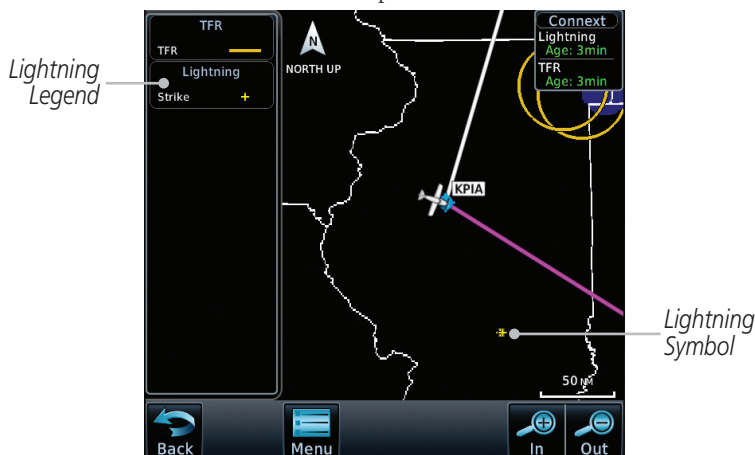 TFR
TFR
Lightning
Strike
Lightning
Legend
N
NORTH UP
Connext
Lightning
Age: 3min
TFR
Age: 3min
KPIA
Lightning
Symbol
50 NM
Back
Menu
In
Out